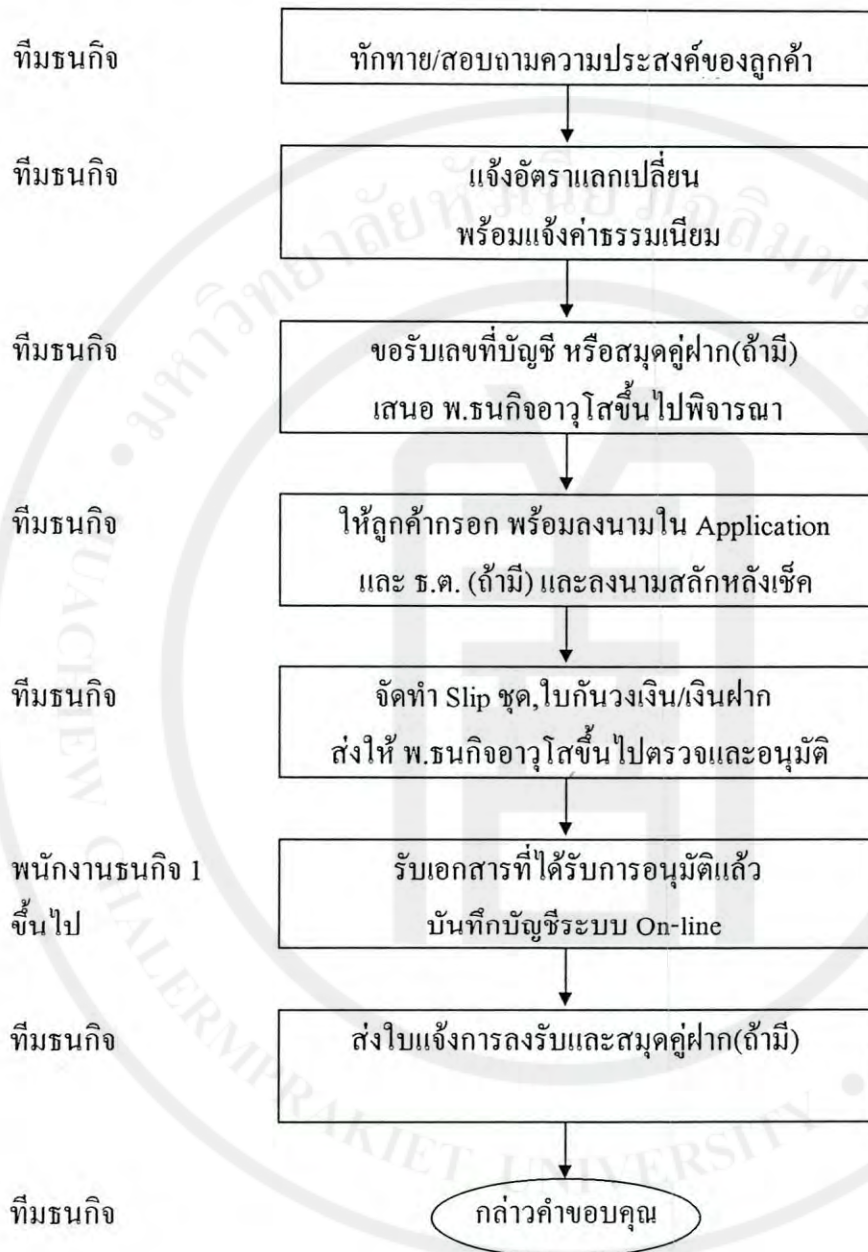 ทีมธนกิจ
ทักทาย/สอบถามความประสงค์ของลูกค้า
ทีมธนกิจ
แจ้งอัตราแลกเปลี่ยน
พร้อมแจ้งค่าธรรมเนียม
ทีมธนกิจ
ขอรับเลขที่บัญชี หรือสมุดคู่ฝาก(ถ้ามี)
เสนอ พ.ธนกิจอาวุโสขึ้นไปพิจารณา
ทีมธนกิจ
ให้ลูกค้ากรอก พร้อมลงนามใน Application
และ ธ.ต. (ถ้ามี) และลงนามสลักหลังเช็ค
ทีมธนกิจ
จัดทำ Slip ชุด,ใบกันวงเงิน/เงินฝาก
ส่งให้ พ.ธนกิจอาวุโสขึ้นไปตรวจและอนุมัติ
พนักงานธนกิจ 1
ขึ้นไป
รับเอกสารที่ได้รับการอนุมัติแล้ว
บันทึกบัญชีระบบ On-line
ทีมธนกิจ
ส่งใบแจ้งการลงรับและสมุดคู่ฝาก(ถ้ามี)
ทีมธนกิจ
กล่าวคำขอบคุณ
HUACHIEW CHALERMPRAKIET UNIVERSITY